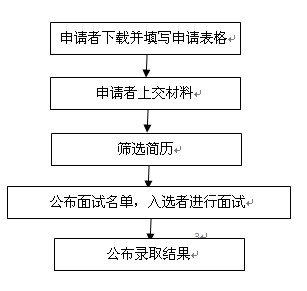 申请者下载并填写申请表格
申请者上交材料
筛选简历
公布面试名单，入选者进行面试
公布录取结果